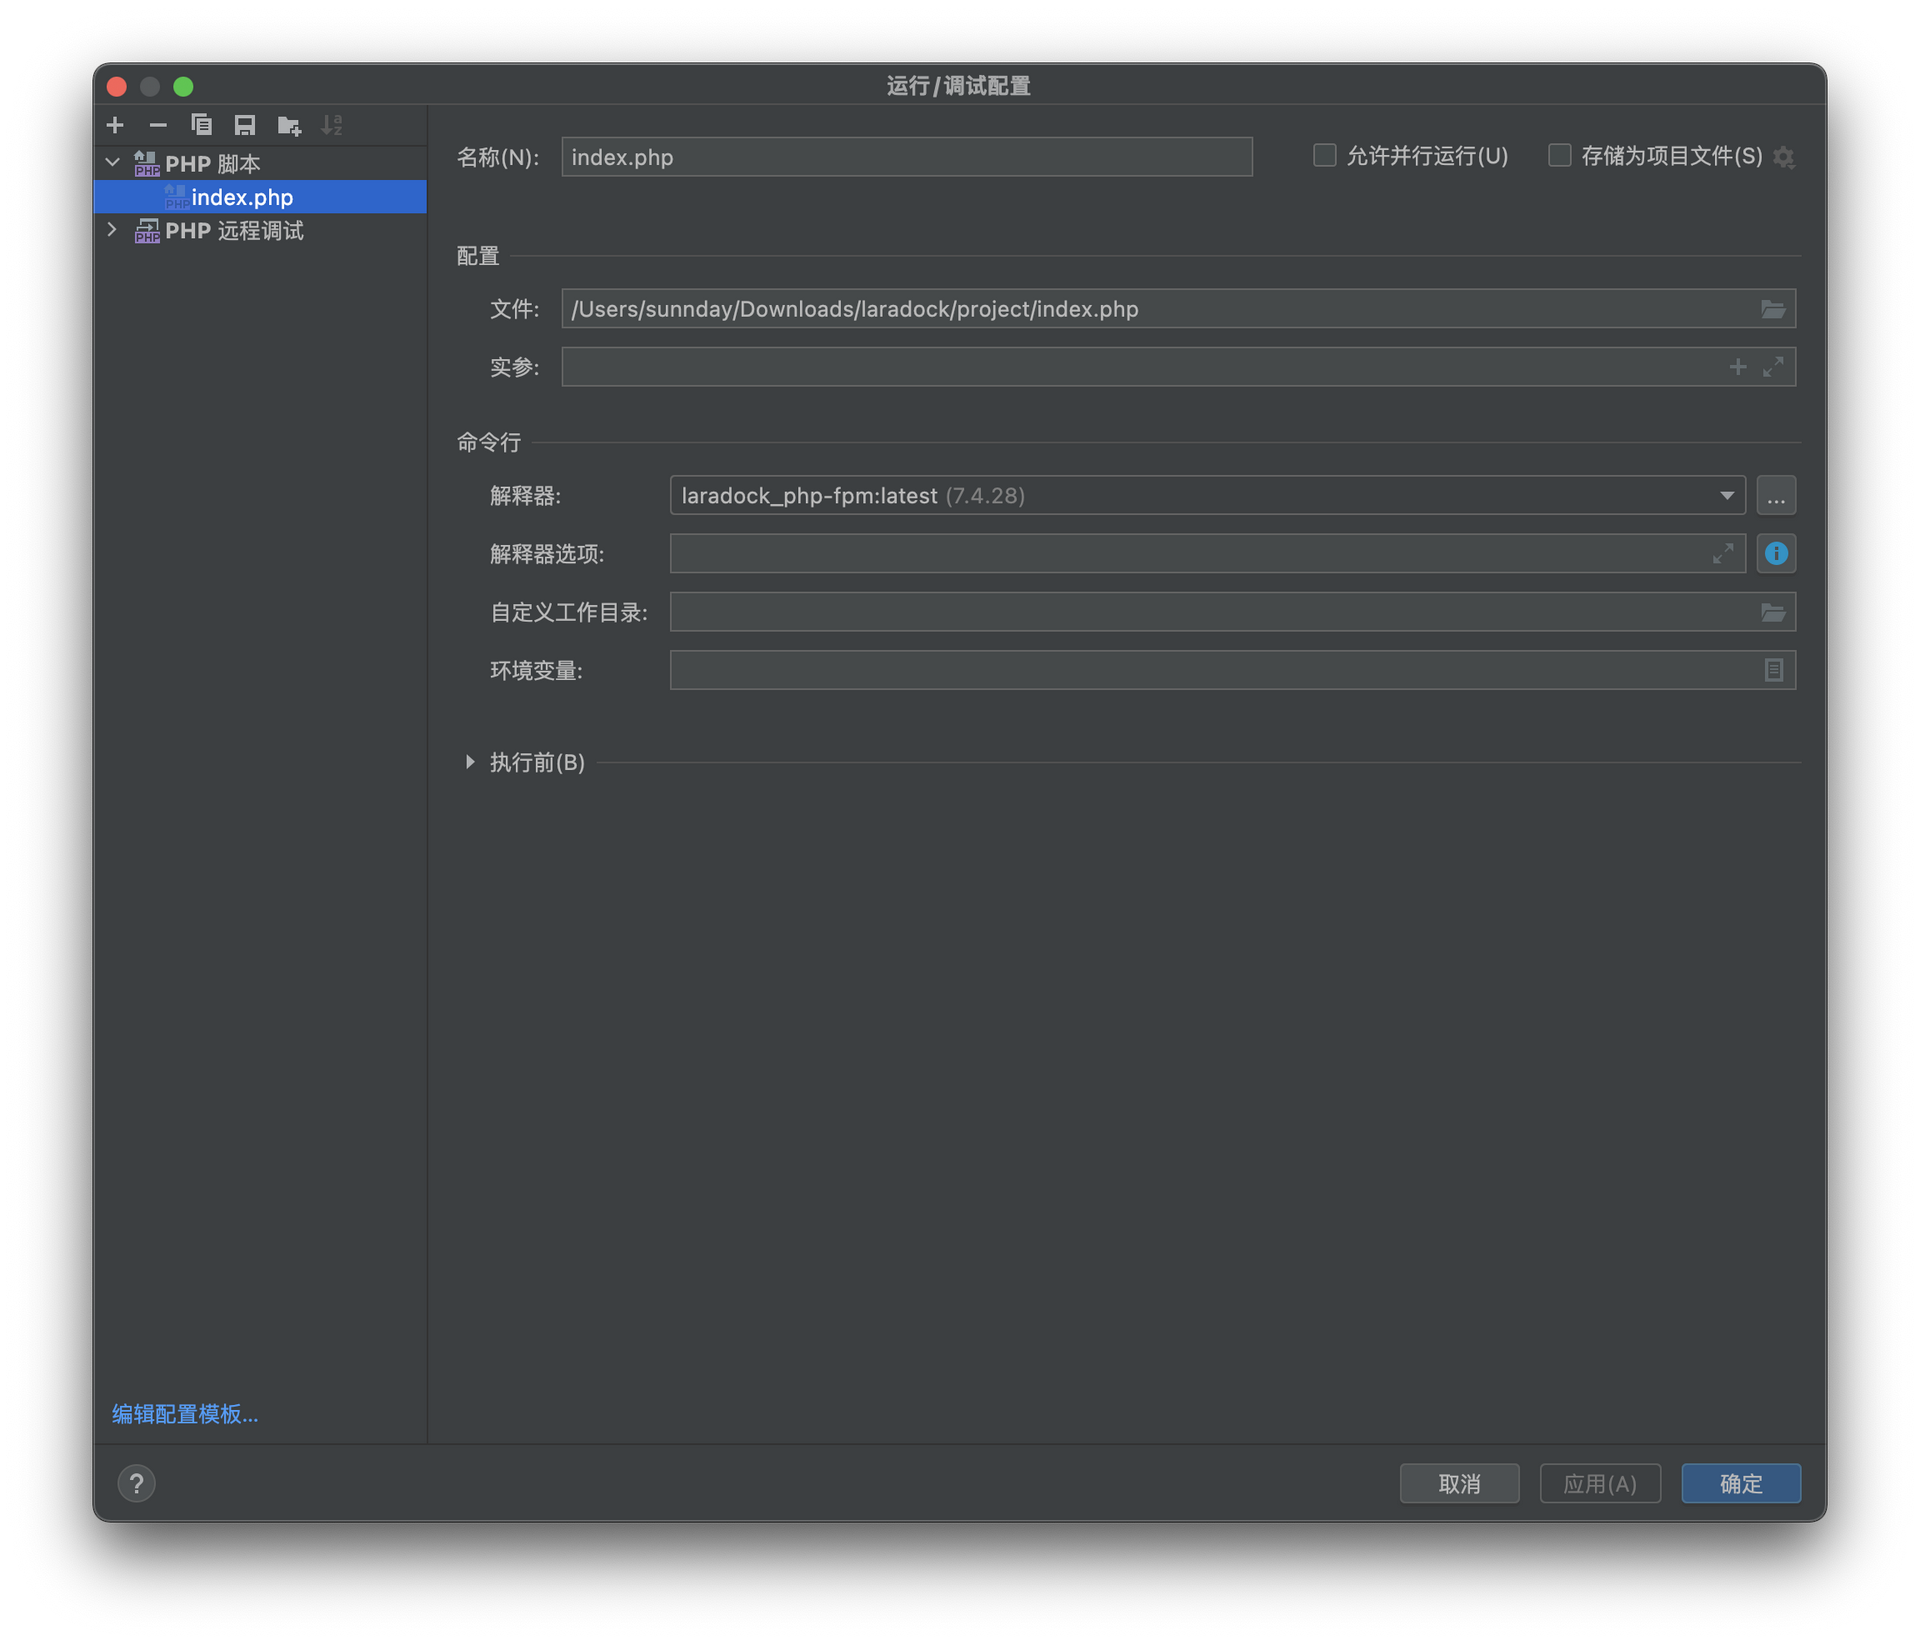 运行/调试配置
PHP 脚本
index.php
PHP 远程调试
名称(N): index.php 允许并行运行(U) 存储为项目文件(S)
配置
文件: /Users/sunnday/Downloads/laradock/project/index.php
实参:
命令行
解释器: laradock_php-fpm:latest (7.4.28) ...
解释器选项:
自定义工作目录:
环境变量:
执行前(B)
编辑配置模板...
? 取消 应用(A) 确定